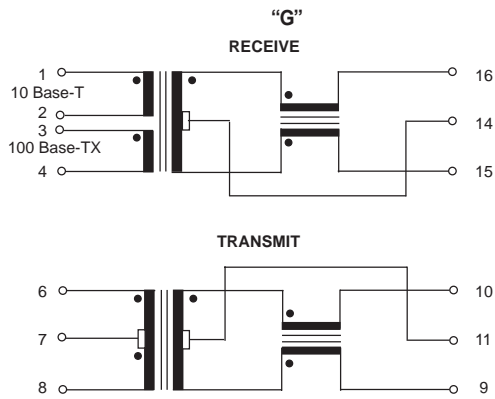 “G”
RECEIVE
1
16
10 Base-T
2
14
3
100 Base-TX
4
15
TRANSMIT
6
10
7
11
8
9